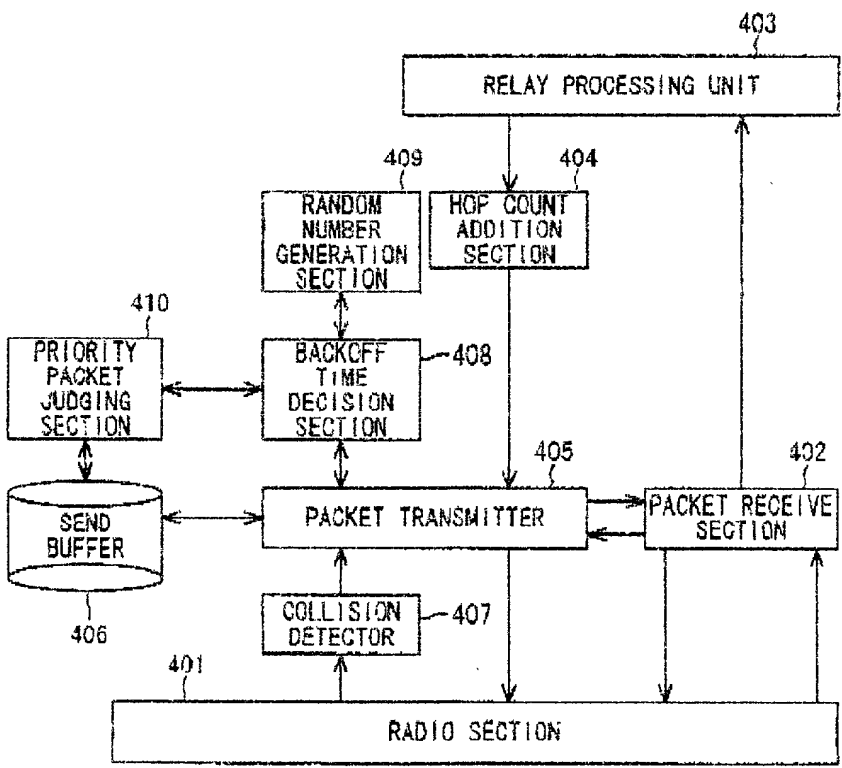 403
RELAY PROCESSING UNIT
409
404
RANDOM
NUMBER
GENERATION
SECTION
HOP COUNT
ADDITION
SECTION
410
PRIORITY
PACKET
JUDGING
SECTION
BACKOFF
TIME
DECISION
SECTION
408
405
402
SEND
BUFFER
PACKET TRANSMITTER
PACKET RECEIVE
SECTION
406
COLLISION
DETECTOR
407
401
RADIO SECTION